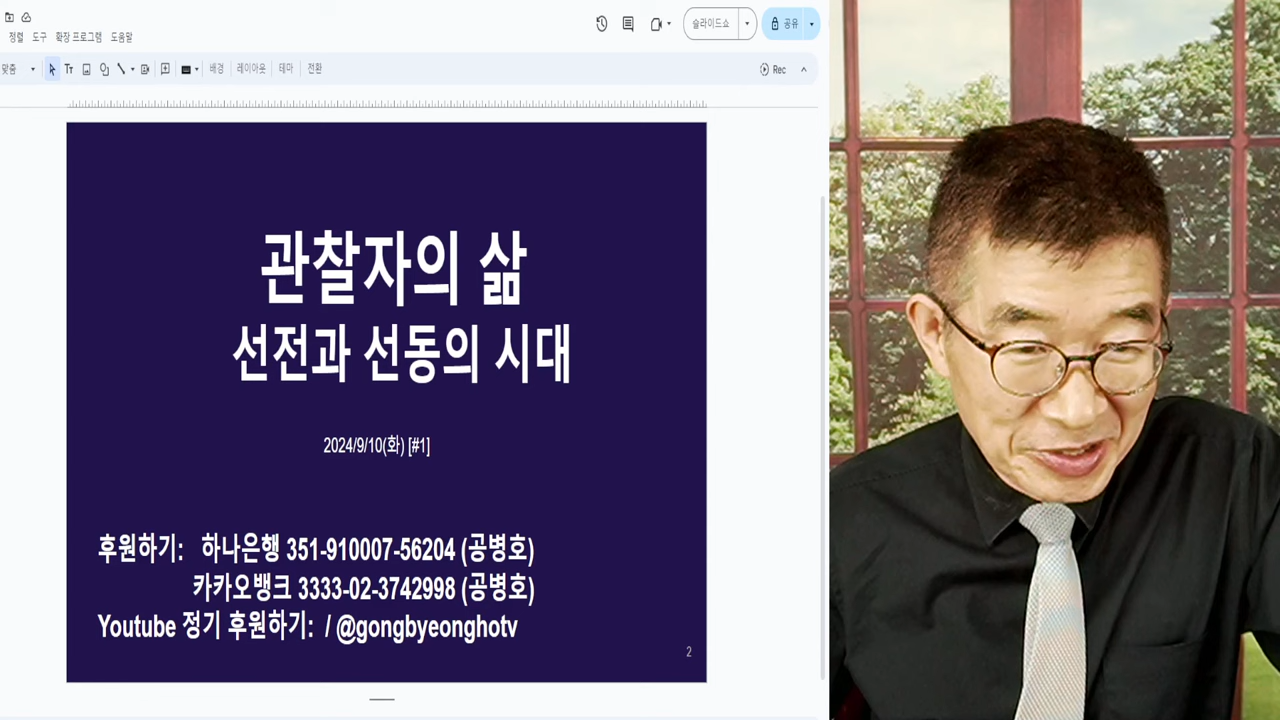 슬라이드쇼
공유
정렬 도구 확장 프로그램 도움말
맞춤
Tт
배경 레이아웃 테마 전환
Rec
관찰자의 삶
선전과 선동의 시대
2024/9/10(화) [#1]
후원하기: 하나은행 351-910007-56204 (공병호)
카카오뱅크 3333-02-3742998 (공병호)
Youtube 정기 후원하기: / @gongbyeonghotv
2